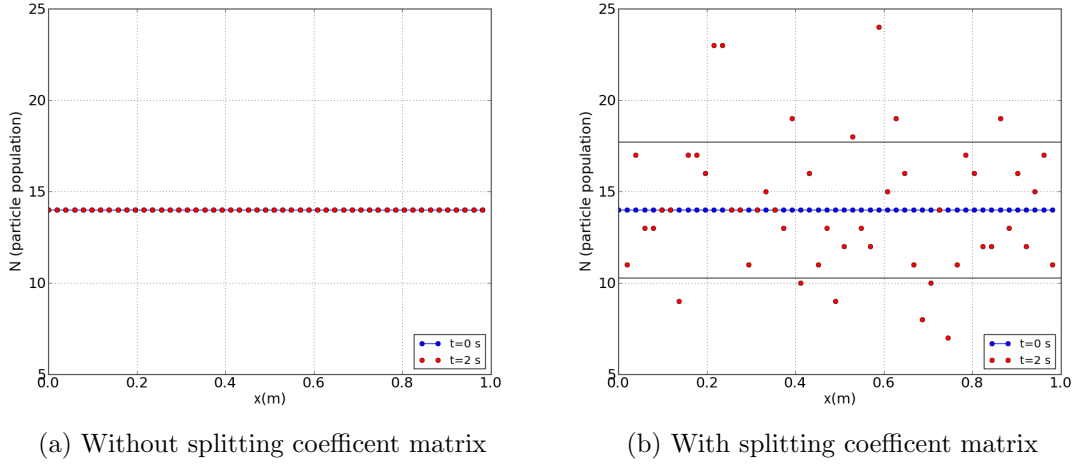 25
20
15
10
5
N (particle population)
0.0 0.2 0.4 0.6 0.8 1.0
x(m)
t=0 s
t=2 s
(a) Without splitting coefficent matrix
25
20
15
10
5
N (particle population)
0.0 0.2 0.4 0.6 0.8 1.0
x(m)
t=0 s
t=2 s
(b) With splitting coefficent matrix